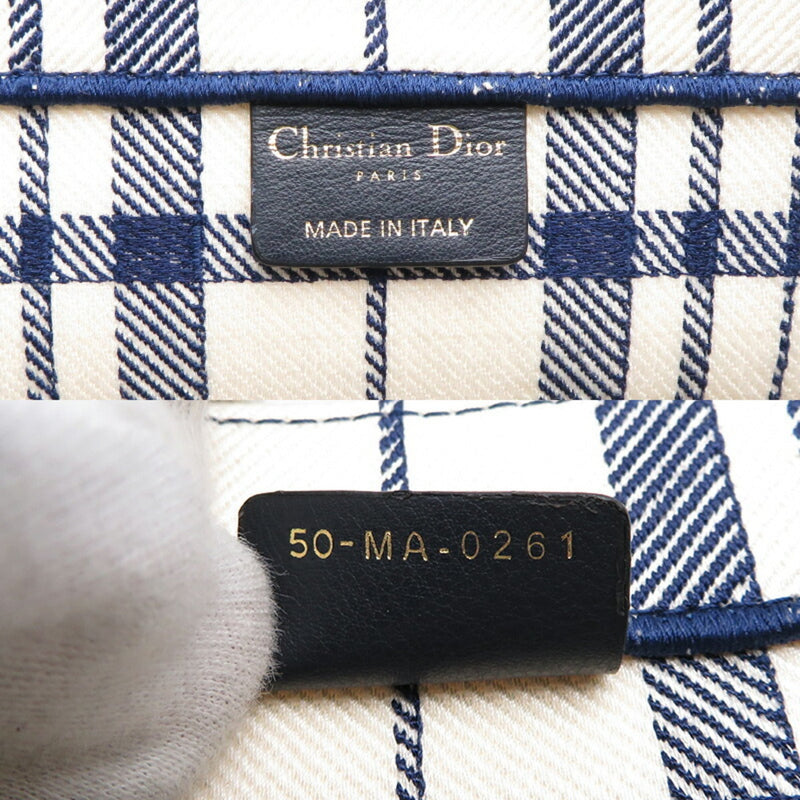 Christian Dior
PARIS
MADE IN ITALY
50-MA-0261